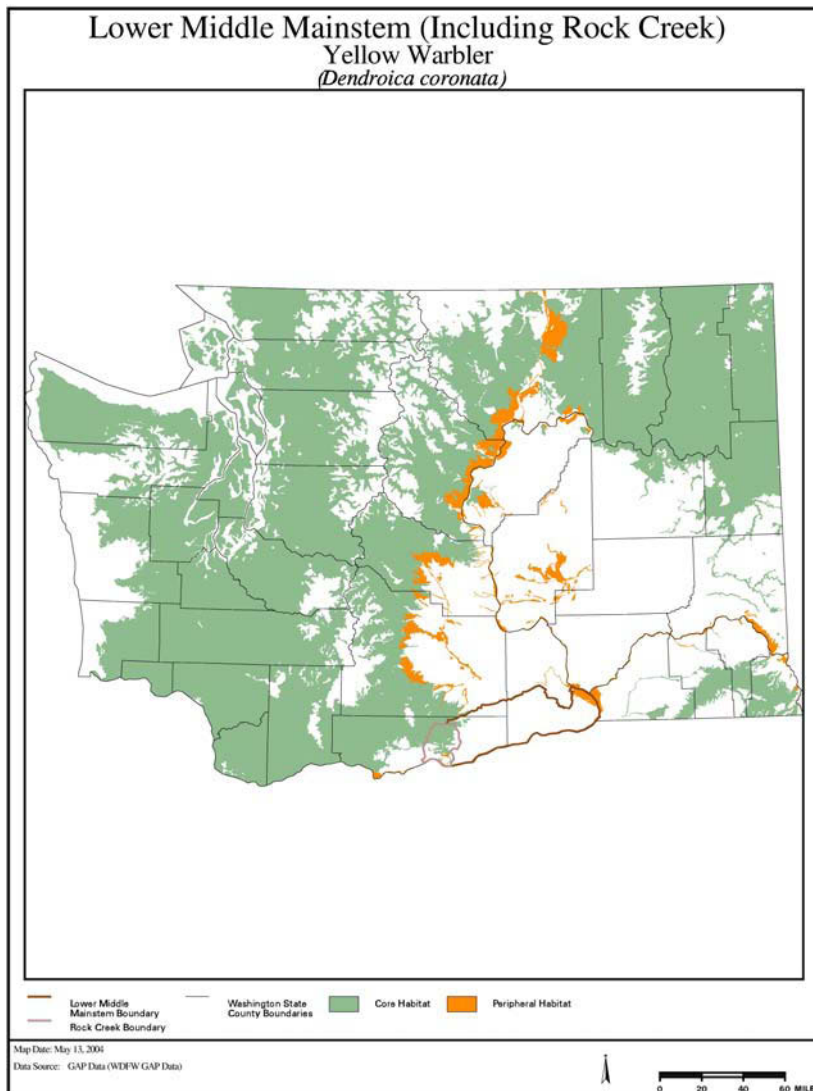 Lower Middle Mainstem (Including Rock Creek)
Yellow Warbler
(Dendroica coronata)
Lower Middle
Mainstem Boundary
Rock Creek Boundary
Washington State
County Boundaries
Core Habitat
Peripheral Habitat
Map Date: May 13, 2004
Data Source: GAP Data (WDFW GAP Data)
0 20 40 60 MILE